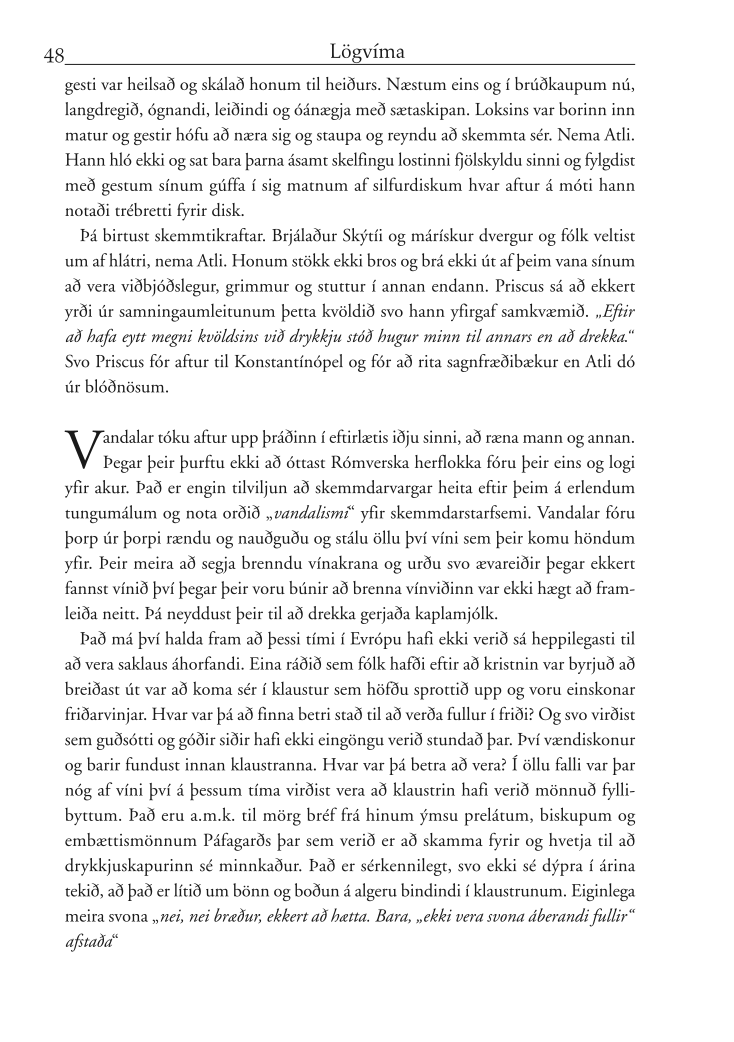 48
Lögvíma
gesti var heilsað og skálað honum til heiðurs. Næstum eins og í brúðkaupum nú,
langdregið, ógnandi, leiðindi og óánægja með sætaskipan. Loksins var borinn inn
matur og gestir hófu að næra sig og staupa og reyndu að skemmta sér. Nema Atli.
Hann hló ekki og sat bara þarna ásamt skelfingu lostinni fjölskyldu sinni og fylgdist
með gestum sínum gúffa í sig matnum af silfurdiskum hvar aftur á móti hann
notaði trébretti fyrir disk.
Þá birtust skemmtikraftar. Brjálaður Skýtíi og márískur dvergur og fólk veltist
um af hlátri, nema Atli. Honum stökk ekki bros og brá ekki út af þeim vana sínum
að vera viðbjóðslegur, grimmur og stuttur í annan endann. Priscus sá að ekkert
yrði úr samningaumleitunum þetta kvöldið svo hann yfirgaf samkvæmið. „Eftir
að hafa eytt megni kvöldsins við drykkju stóð hugur minn til annars en að drekka.“
Svo Priscus fór aftur til Konstantínópel og fór að rita sagnfræðibækur en Atli dó
úr blóðnösum.
Vandalar tóku aftur upp þráðinn í eftirlætis iðju sinni, að ræna mann og annan.
Þegar þeir þurftu ekki að óttast Rómverska herflokka fóru þeir eins og logi
yfir akur. Það er engin tilviljun að skemmdarvargar heita eftir þeim á erlendum
tungumálum og nota orðið „vandalismi“ yfir skemmdarstarfsemi. Vandalar fóru
þorp úr þorpi rændu og nauðguðu og stálu öllu því víni sem þeir komu höndum
yfir. Þeir meira að segja brenndu vínakrana og urðu svo ævareiðir þegar ekkert
fannst vínið því þegar þeir voru búnir að brenna vínviðinn var ekki hægt að fram-
leiða neitt. Þá neyddust þeir til að drekka gerjaða kaplamjólk.
Það má því halda fram að þessi tími í Evrópu hafi ekki verið sá heppilegasti til
að vera saklaus áhorfandi. Eina ráðið sem fólk hafði eftir að kristnin var byrjuð að
breiðast út var að koma sér í klaustur sem höfðu sprottið upp og voru einskonar
friðarvinjar. Hvar var þá að finna betri stað til að verða fullur í friði? Og svo virðist
sem guðsótti og góðir siðir hafi ekki eingöngu verið stundað þar. Því vændiskonur
og barir fundust innan klaustranna. Hvar var þá betra að vera? Í öllu falli var þar
nóg af víni því á þessum tíma virðist vera að klaustrin hafi verið mönnuð fylli-
byttum. Það eru a.m.k. til mörg bréf frá hinum ýmsu prelátum, biskupum og
embættismönnum Páfagarðs þar sem verið er að skamma fyrir og hvetja til að
drykkjuskapurinn sé minnkaður. Það er sérkennilegt, svo ekki sé dýpra í árina
tekið, að það er lítið um bönn og boðun á algeru bindindi í klaustrunum. Eiginlega
meira svona „nei, nei bræður, ekkert að hætta. Bara, „ekki vera svona áberandi fullir“
afstaða“